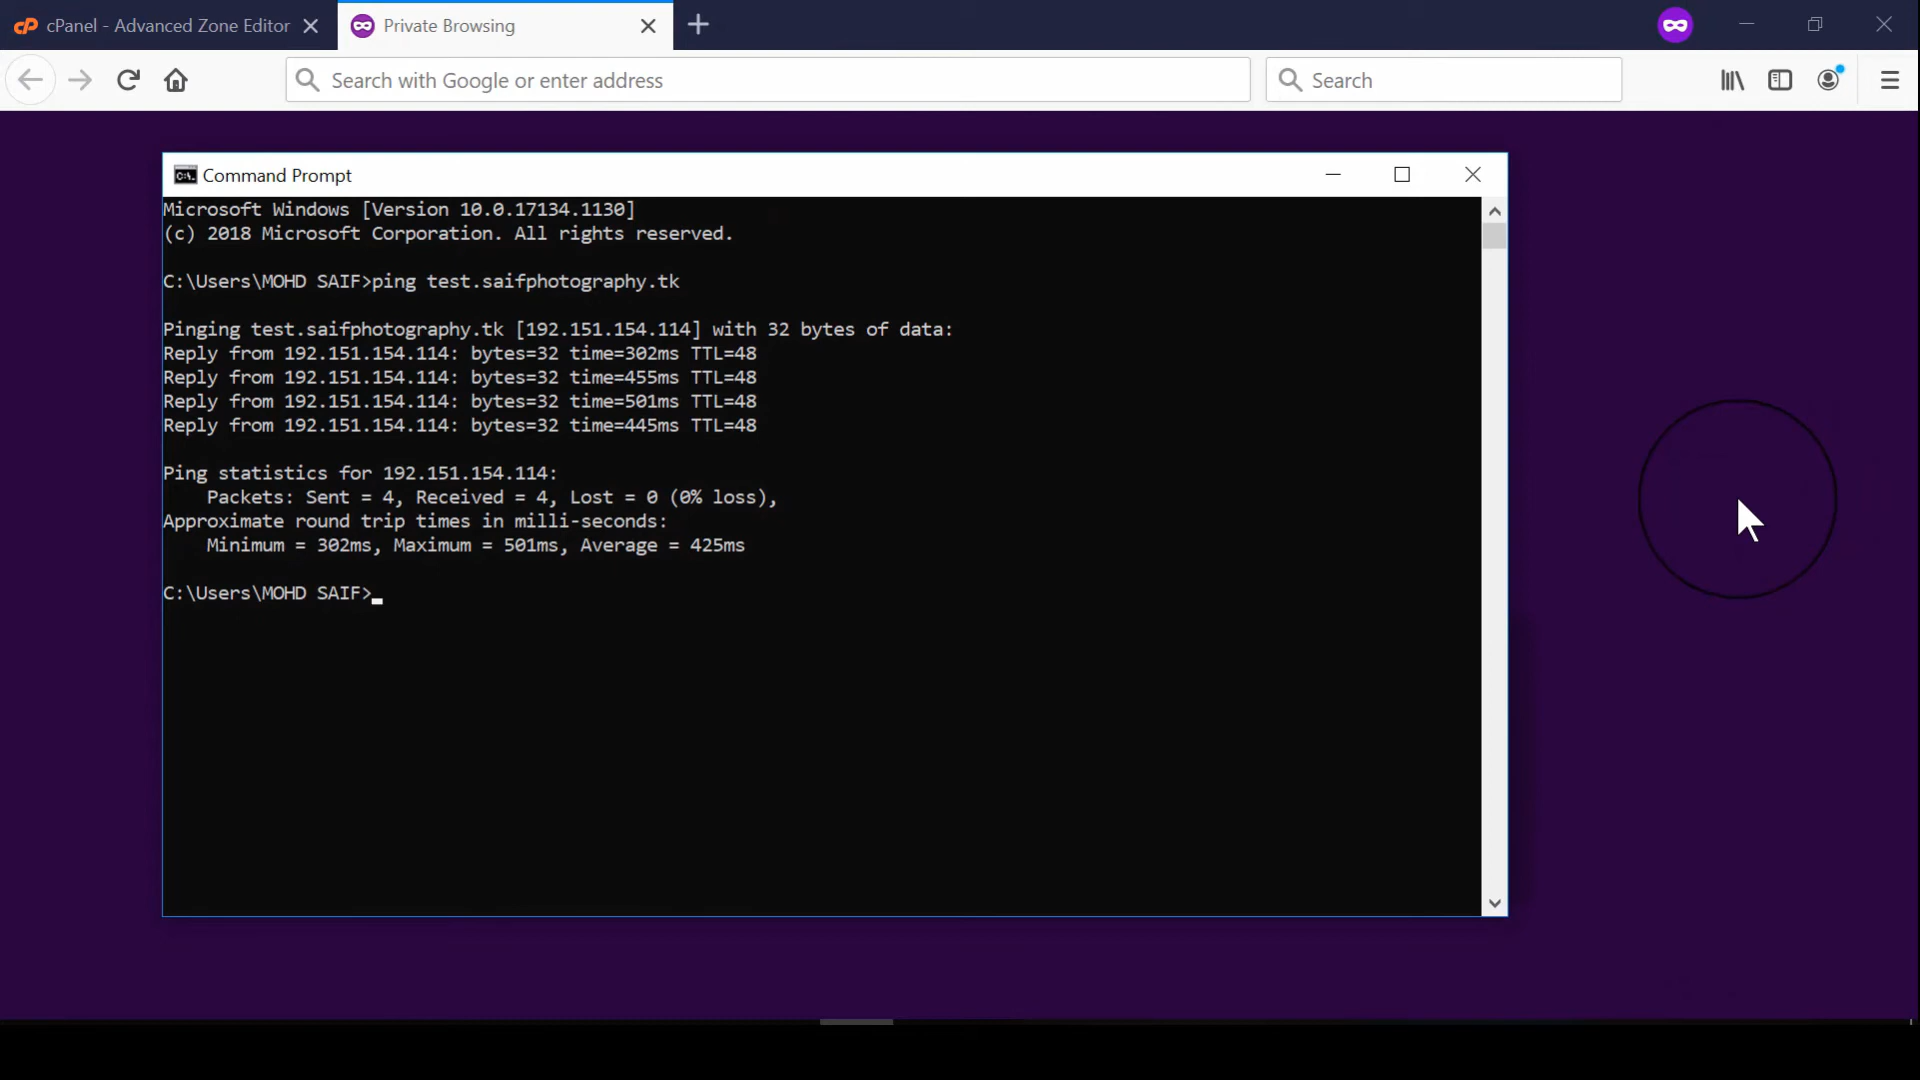 cPanel - Advanced Zone Editor
Private Browsing
Search with Google or enter address
Search
Command Prompt
Microsoft Windows [Version 10.0.17134.1130]
(c) 2018 Microsoft Corporation. All rights reserved.
C:\Users\MOHD SAIF>ping test.saifphotography.tk
Pinging test.saifphotography.tk [192.151.154.114] with 32 bytes of data:
Reply from 192.151.154.114: bytes=32 time=302ms TTL=48
Reply from 192.151.154.114: bytes=32 time=455ms TTL=48
Reply from 192.151.154.114: bytes=32 time=501ms TTL=48
Reply from 192.151.154.114: bytes=32 time=445ms TTL=48
Ping statistics for 192.151.154.114:
    Packets: Sent = 4, Received = 4, Lost = 0 (0% loss),
Approximate round trip times in milli-seconds:
    Minimum = 302ms, Maximum = 501ms, Average = 425ms
C:\Users\MOHD SAIF>